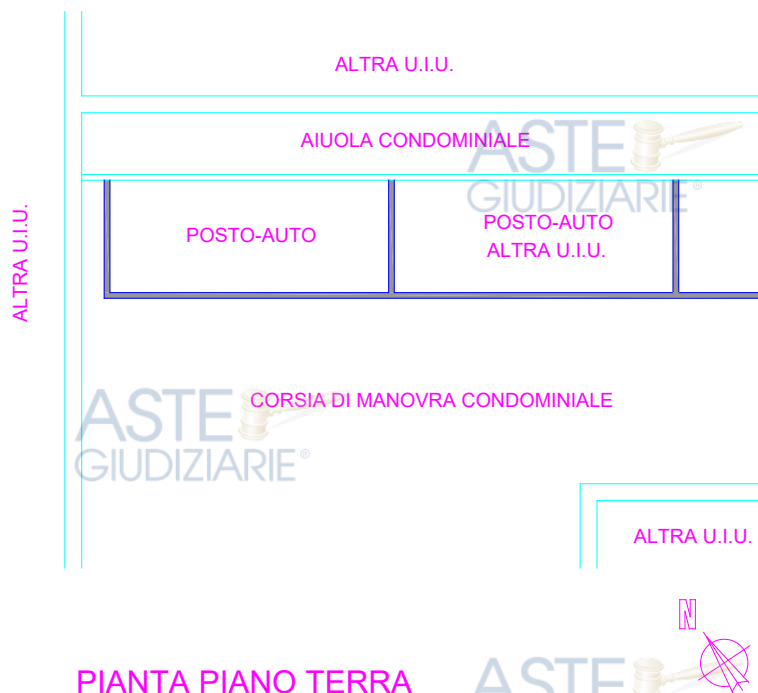 ALTRA U.I.U.
AIUOLA CONDOMINIALE
ASTE
GIUDIZIARIE®
ALTRA U.I.U.
POSTO-AUTO
POSTO-AUTO
ALTRA U.I.U.
CORSIA DI MANOVRA CONDOMINIALE
ASTE
GIUDIZIARIE®
ALTRA U.I.U.
N
PIANTA PIANO TERRA
ASTE